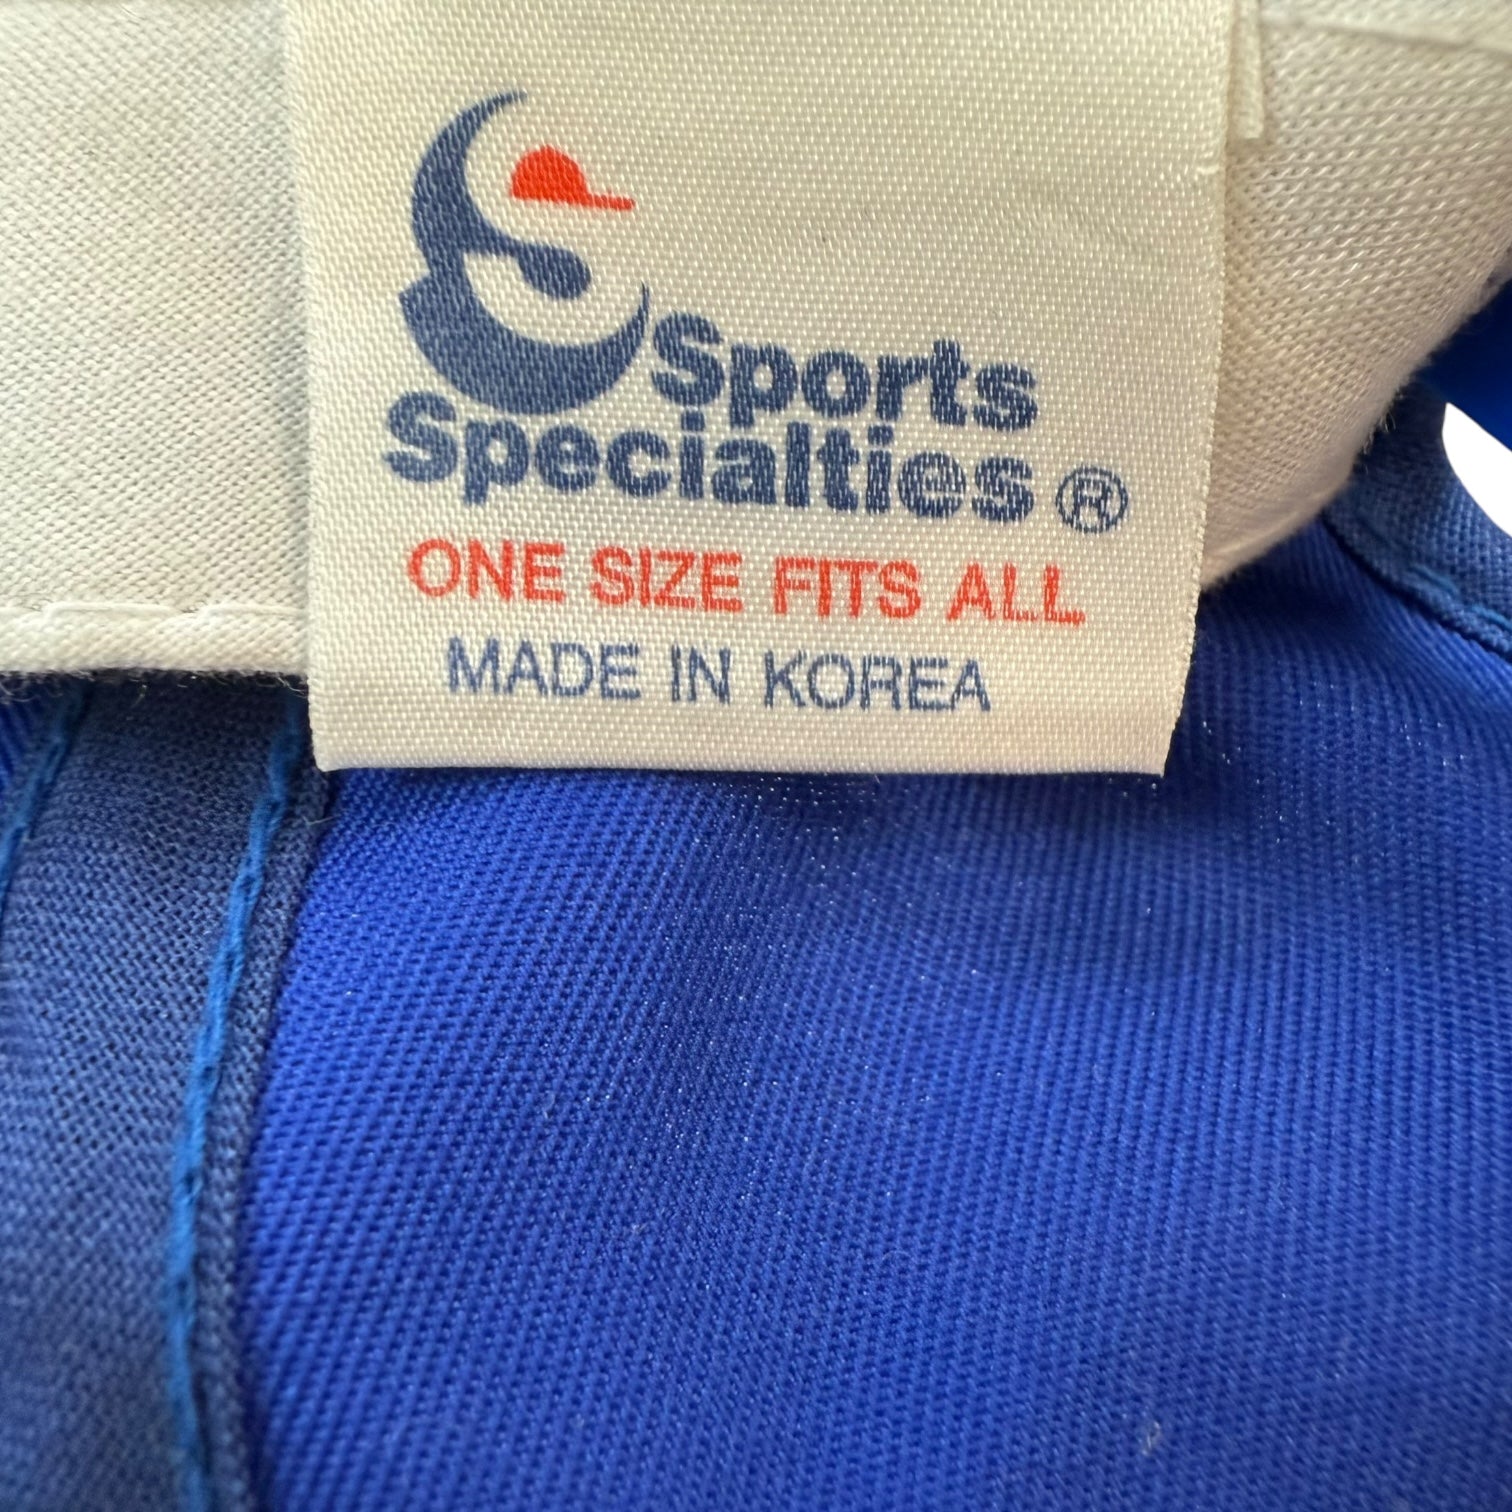 Sports
Specialties ®
ONE SIZE FITS ALL
MADE IN KOREA